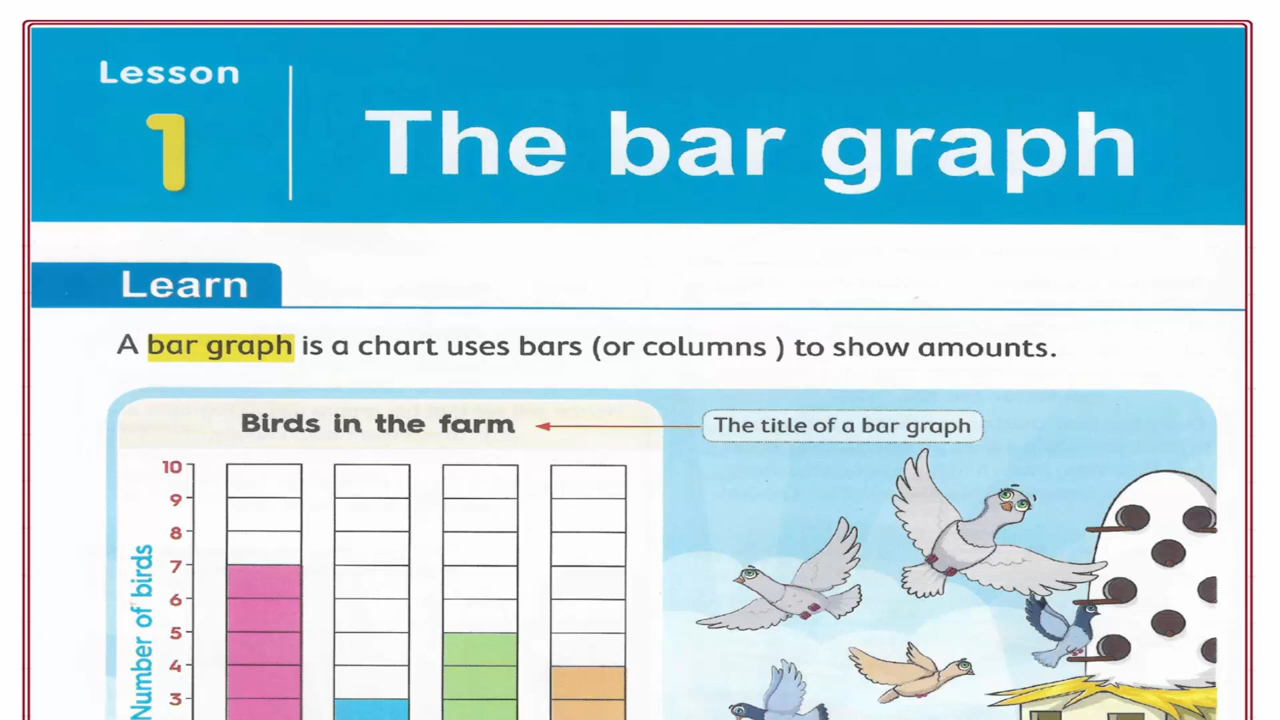 Lesson
1
The bar graph
Learn
A bar graph is a chart uses bars (or columns ) to show amounts.
Birds in the farm
The title of a bar graph
10
9
8
7
6
5
4
3
Number of birds